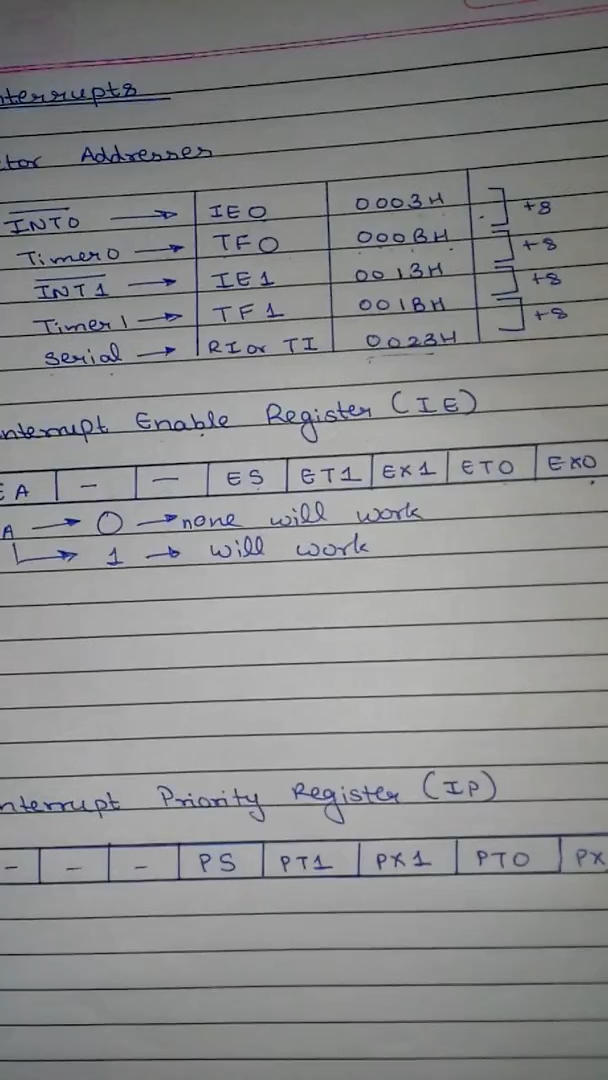 nterrupts
tor Addresses
INT0 → IE0 0003H +8
Timer0 → TF0 000BH +8
INT1 → IE1 0013H +8
Timer1 → TF1 001BH +8
Serial → RI or TI 0023H
nterrupt Enable Register (IE)
EA - - ES ET1 EX1 ET0 EX0
A → 0 → none will work
→ 1 → will work
nterrupt Priority Register (IP)
- - - PS PT1 PX1 PT0 PX